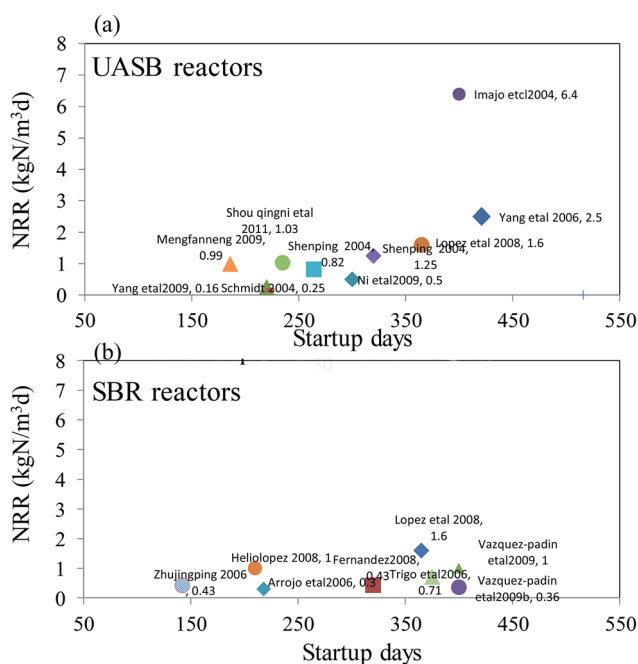 (a)
UASB reactors
NRR (kgN/m³d)
8
7
6
5
4
3
2
1
0
Imajo etcl2004, 6.4
Yang etal 2006, 2.5
Shou qingni etal
2011, 1.03
Mengfanneng 2009,
0.99
Shenping 2004,
0.82
Shenping 2004,
1.25
Lopez etal 2008, 1.6
Yang etal2009, 0.16
Schmidt 2004, 0.25
Ni etal2009, 0.5
50 150 250 350 450 550
Startup days
(b)
SBR reactors
NRR (kgN/m³d)
8
7
6
5
4
3
2
1
0
Lopez etal 2008,
1.6
Vazquez-padin
etal2009, 1
Heliolopez 2008, 1
Fernandez2008,
0.43
Zhujingping 2006
, 0.43
Arrojo etal2006, 0.3
Trigo etal2006,
0.71
Vazquez-padin
etal2009b, 0.36
50 150 250 350 450 550
Startup days